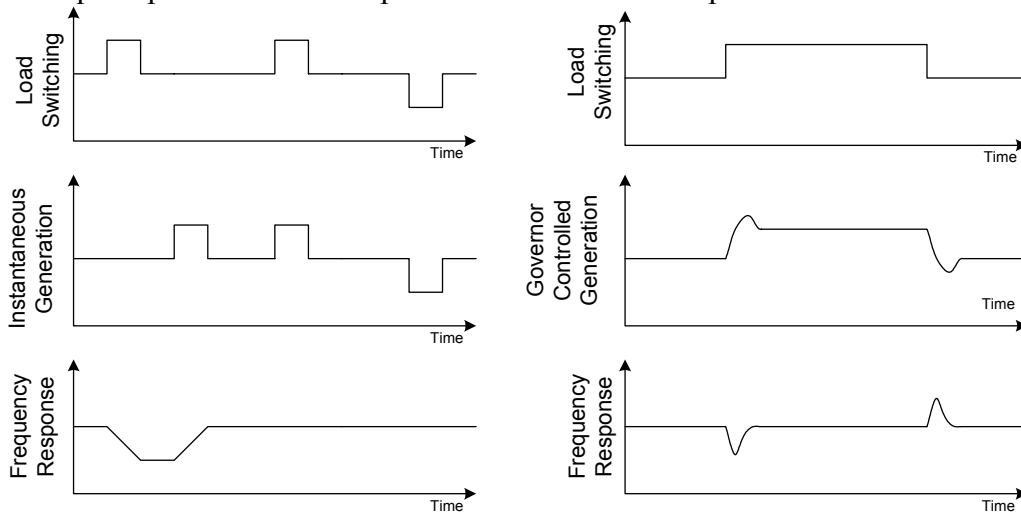 Load
Switching
Time
Instantaneous
Generation
Time
Frequency
Response
Time
Load
Switching
Time
Governor
Controlled
Generation
Time
Frequency
Response
Time